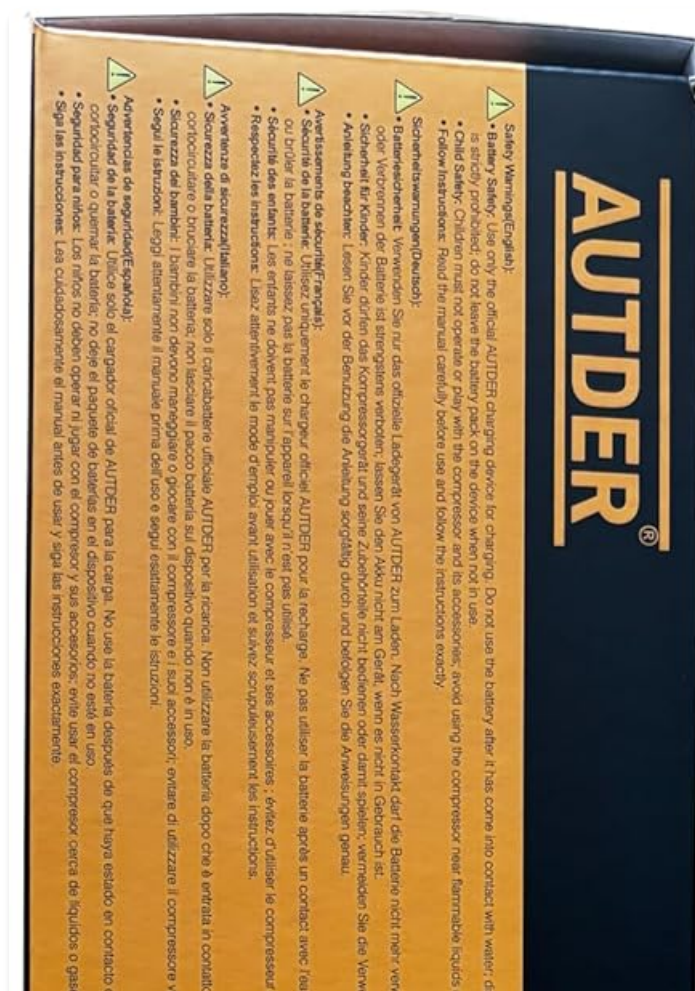 AUTDER®
Safety Warnings(English):
• Battery Safety: Use only the official AUTDER charging device for charging. Do not use the battery after it has come into contact with water; di
is strictly prohibited; do not leave the battery pack on the device when not in use.
• Child Safety: Children must not operate or play with the compressor and its accessories; avoid using the compressor near flammable liquids
• Follow Instructions: Read the manual carefully before use and follow the instructions exactly.
Sicherheitswarnungen(Deutsch):
• Batteriesicherheit: Verwenden Sie nur das offizielle Ladegerät von AUTDER zum Laden. Nach Wasserkontakt darf die Batterie nicht mehr verw
oder Verbrennen der Batterie ist strengstens verboten; lassen Sie den Akku nicht am Gerät, wenn es nicht in Gebrauch ist.
• Sicherheit für Kinder: Kinder dürfen das Kompressorgerät und seine Zubehörteile nicht bedienen oder damit spielen; vermeiden Sie die Verwe
• Anleitung beachten: Lesen Sie vor der Benutzung die Anleitung sorgfältig durch und befolgen Sie die Anweisungen genau.
Avertissements de sécurité(Français):
• Sécurité de la batterie: Utilisez uniquement le chargeur officiel AUTDER pour la recharge. Ne pas utiliser la batterie après un contact avec l'ea
ou brûler la batterie ; ne laissez pas la batterie sur l'appareil lorsqu'il n'est pas utilisé.
• Sécurité des enfants: Les enfants ne doivent pas manipuler ou jouer avec le compresseur et ses accessoires ; évitez d'utiliser le compresseur
• Respectez les instructions: Lisez attentivement le mode d'emploi avant utilisation et suivez scrupuleusement les instructions.
Avvertenze di sicurezza(Italiano):
• Sicurezza della batteria: Utilizzare solo il caricabatterie ufficiale AUTDER per la ricarica. Non utilizzare la batteria dopo che è entrata in contatto
cortocircuitare o bruciare la batteria; non lasciare il pacco batteria sul dispositivo quando non è in uso.
• Sicurezza dei bambini: I bambini non devono maneggiare o giocare con il compressore e i suoi accessori; evitare di utilizzare il compressore v
• Segui le istruzioni: Leggi attentamente il manuale prima dell'uso e segui esattamente le istruzioni.
Advertencias de seguridad(Española):
• Seguridad de la batería: Utilice solo el cargador oficial de AUTDER para la carga. No use la batería después de que haya estado en contacto c
cortocircuitar o quemar la batería; no deje el paquete de baterías en el dispositivo cuando no esté en uso.
• Seguridad para niños: Los niños no deben operar ni jugar con el compresor y sus accesorios; evite usar el compresor cerca de líquidos o gase
• Siga las instrucciones: Lea cuidadosamente el manual antes de usar y siga las instrucciones exactamente.